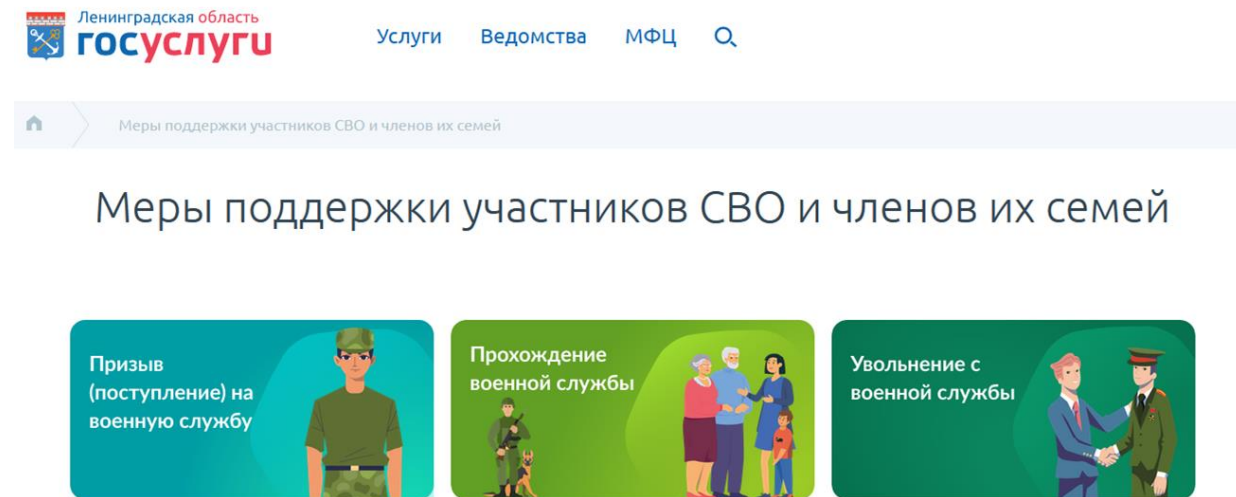 Ленинградская область
госуслуги
Услуги Ведомства МФЦ
Меры поддержки участников СВО и членов их семей
Меры поддержки участников СВО и членов их семей
Призыв
(поступление) на
военную службу
Прохождение
военной службы
Увольнение с
военной службы